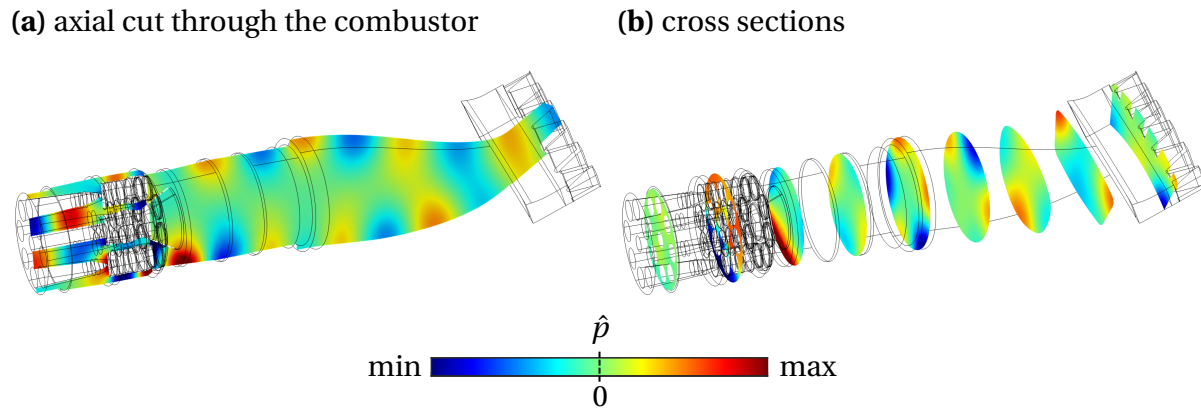 (a) axial cut through the combustor
(b) cross sections
p̂
min
max
0